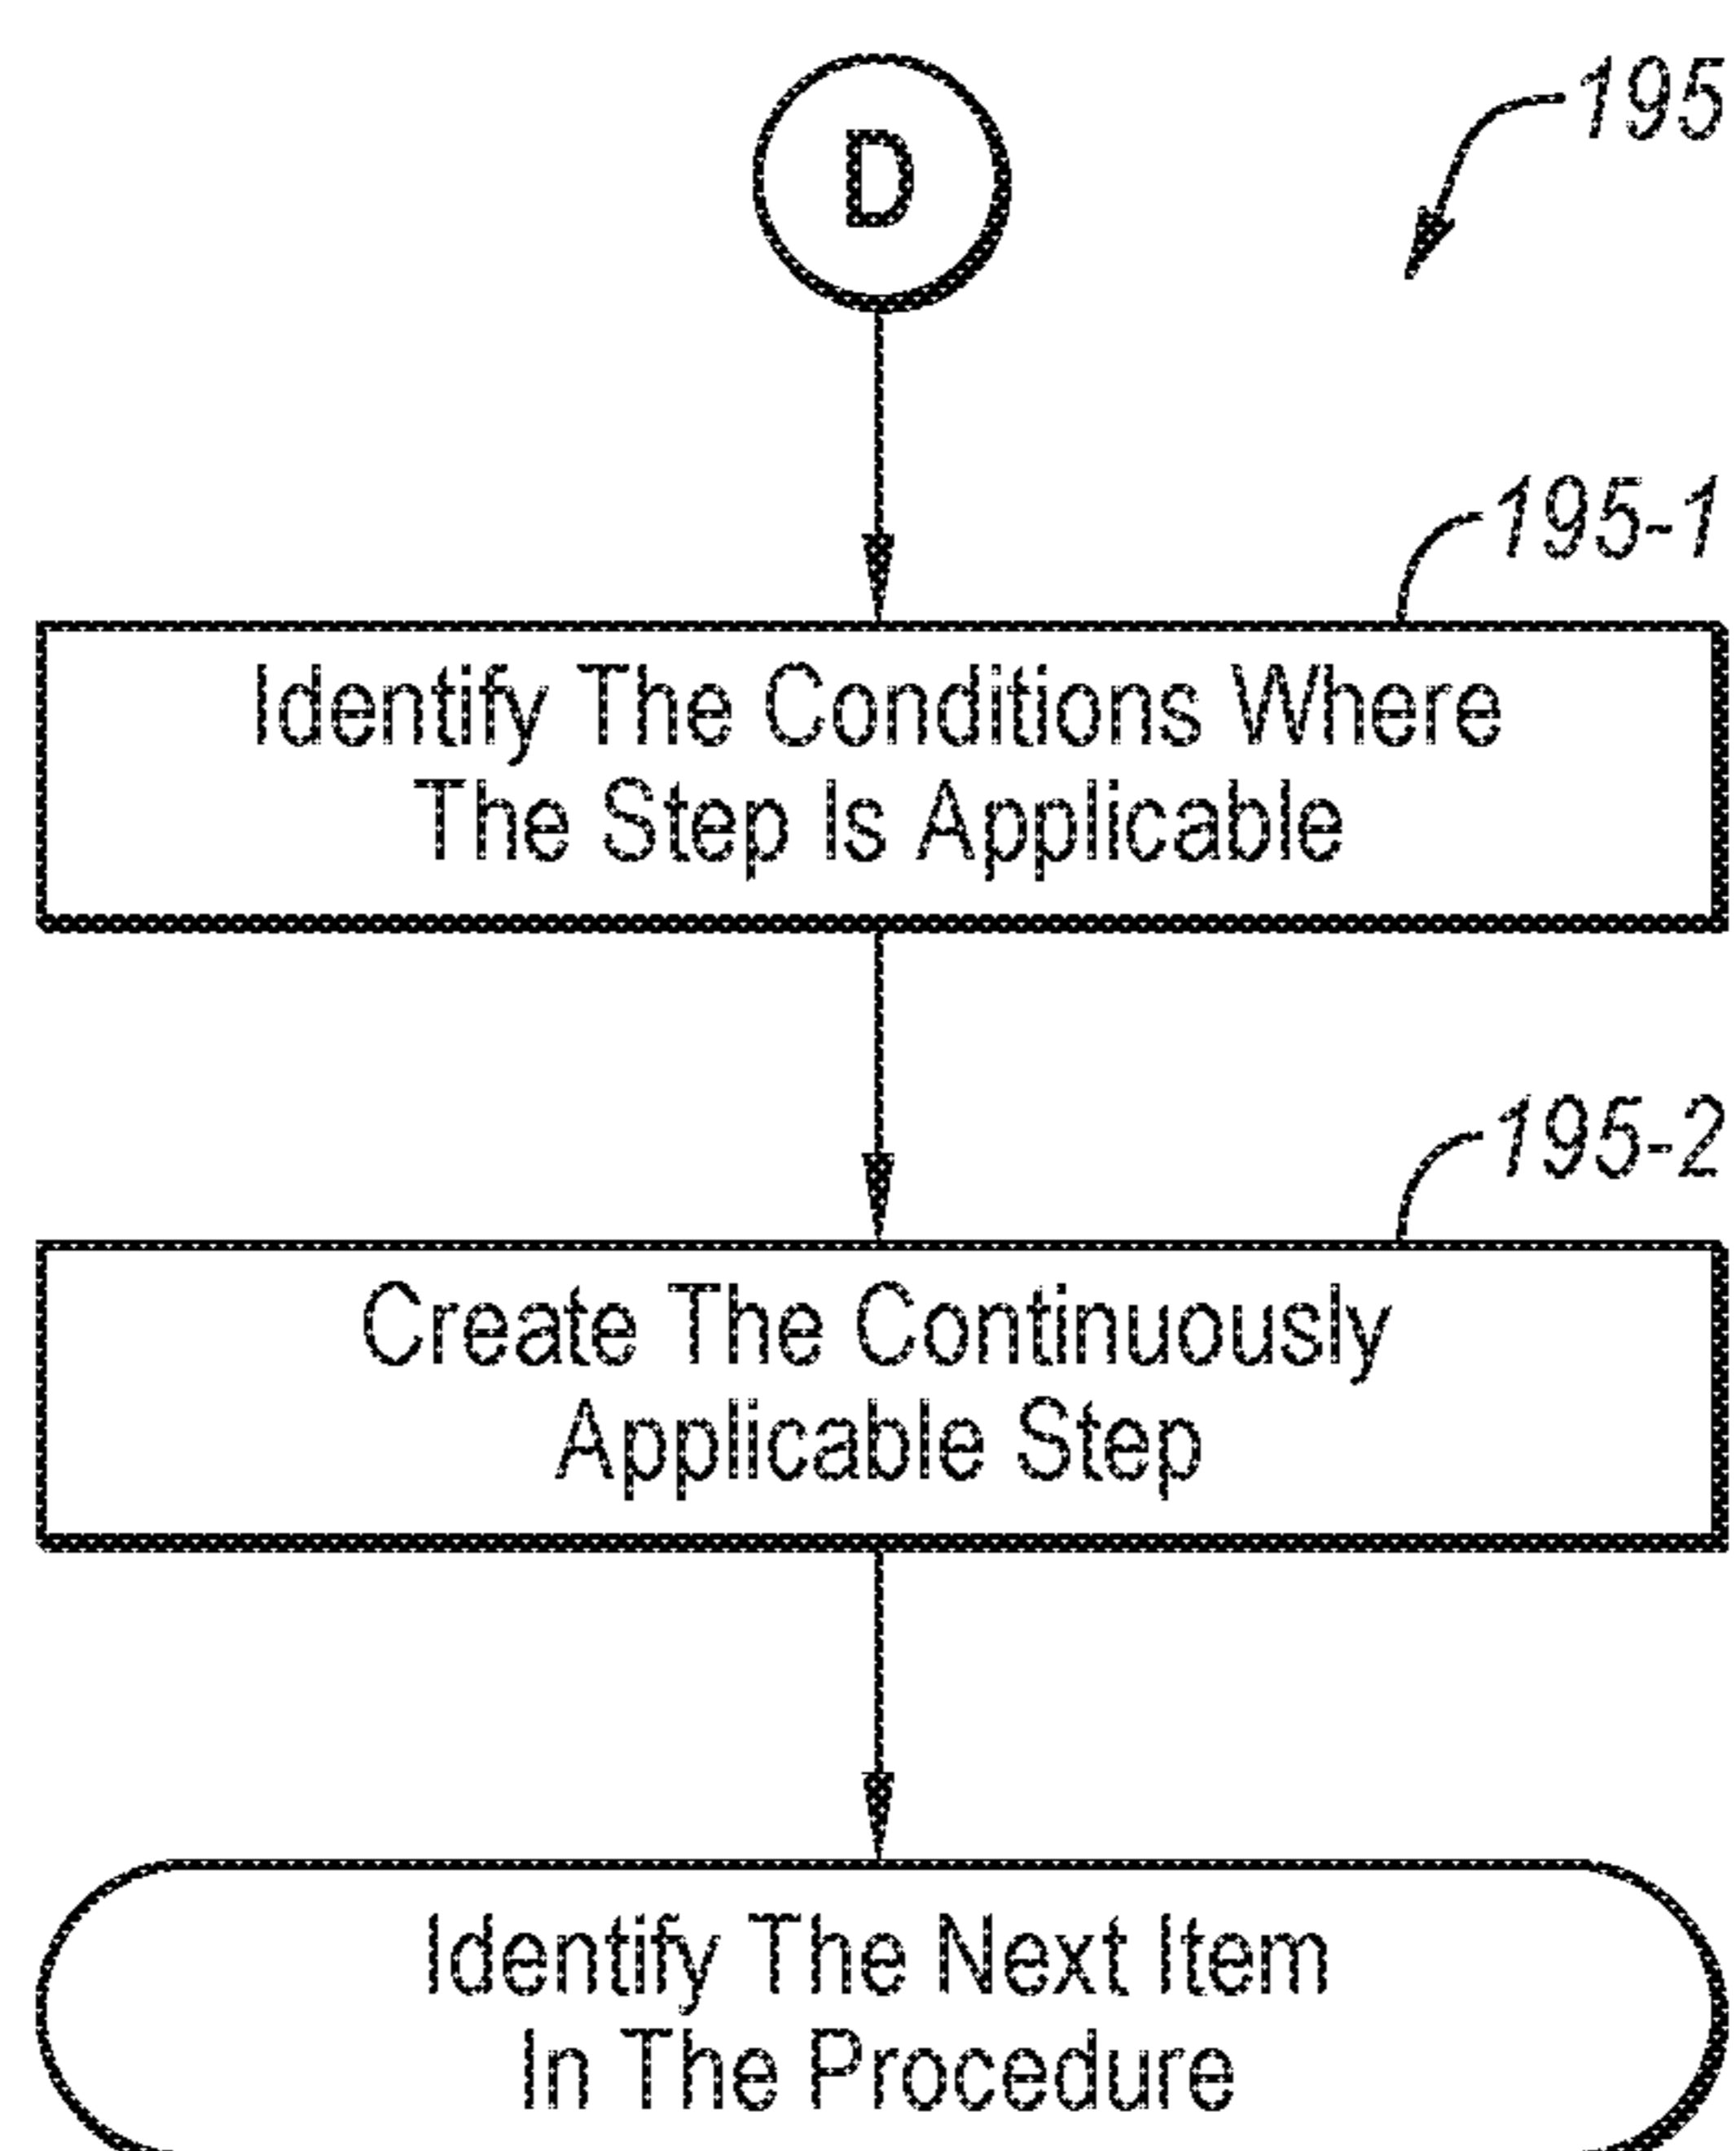 D
195
195-1
Identify The Conditions Where
The Step Is Applicable
195-2
Create The Continuously
Applicable Step
Identify The Next Item
In The Procedure